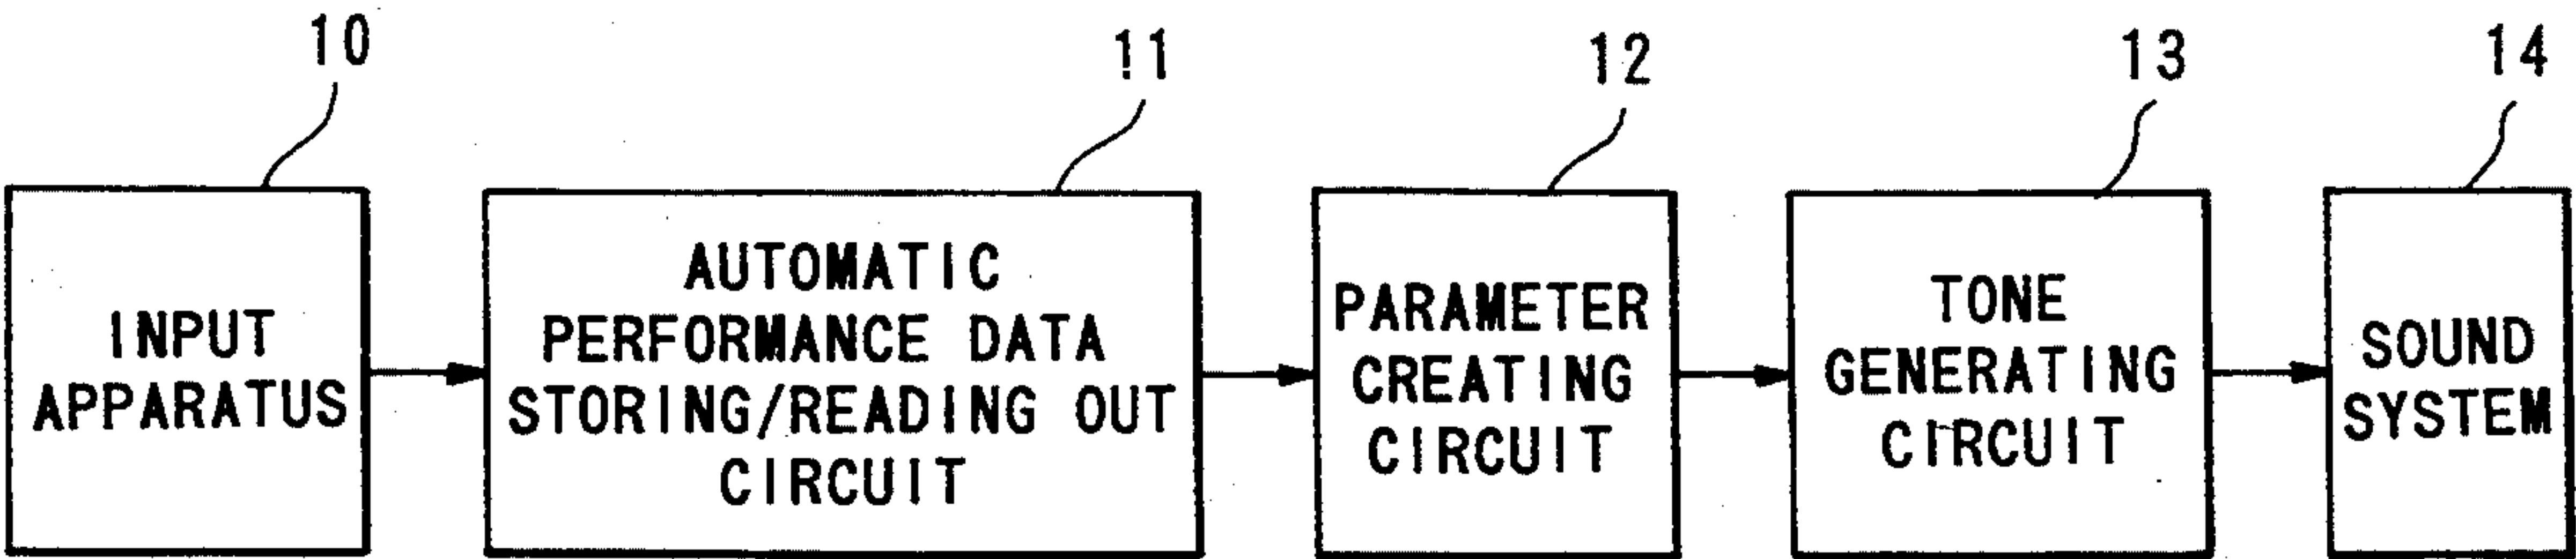 10
11
12
13
14
INPUT
APPARATUS
AUTOMATIC
PERFORMANCE DATA
STORING/READING OUT
CIRCUIT
PARAMETER
CREATING
CIRCUIT
TONE
GENERATING
CIRCUIT
SOUND
SYSTEM